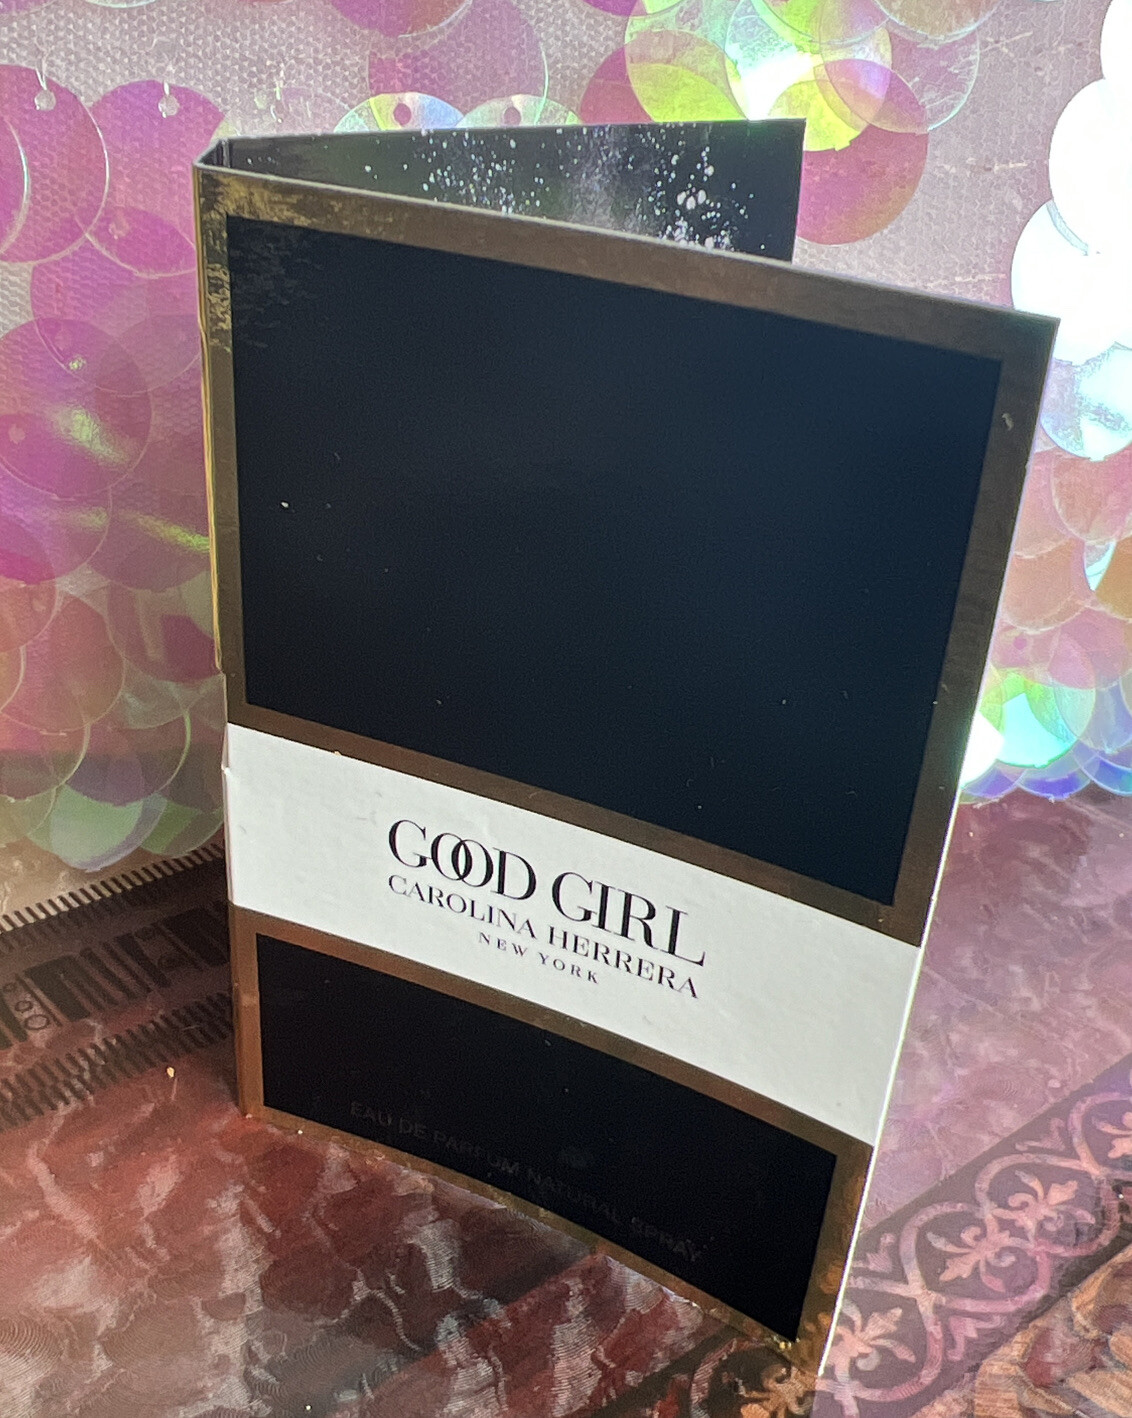 GOOD GIRL
CAROLINA HERRERA
NEW YORK
EAU DE PARFUM NATURAL SPRAY